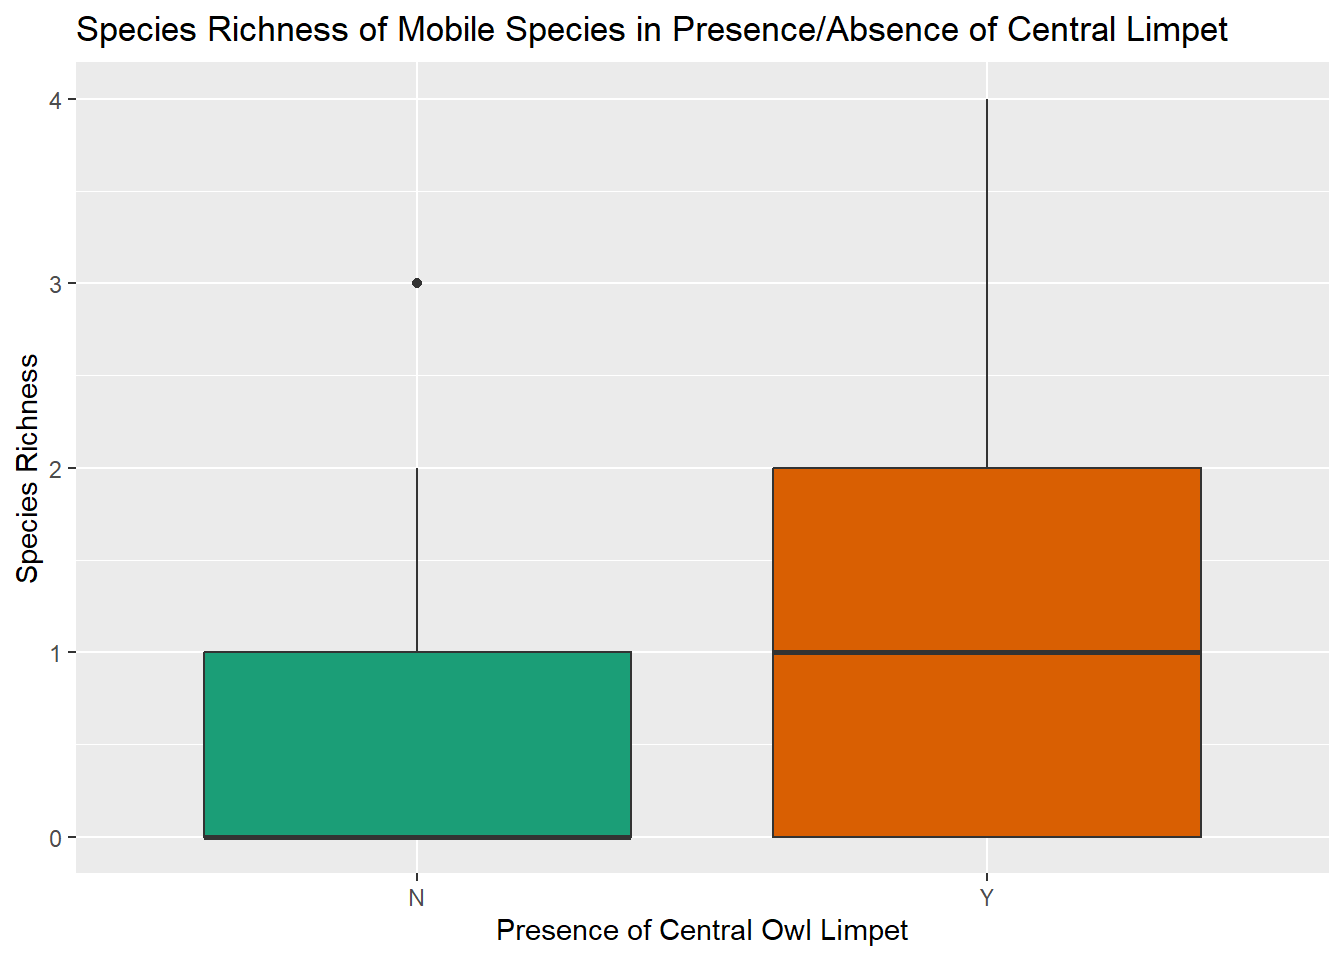 Species Richness of Mobile Species in Presence/Absence of Central Limpet
4
3
2
1
0
Species Richness
N
Y
Presence of Central Owl Limpet